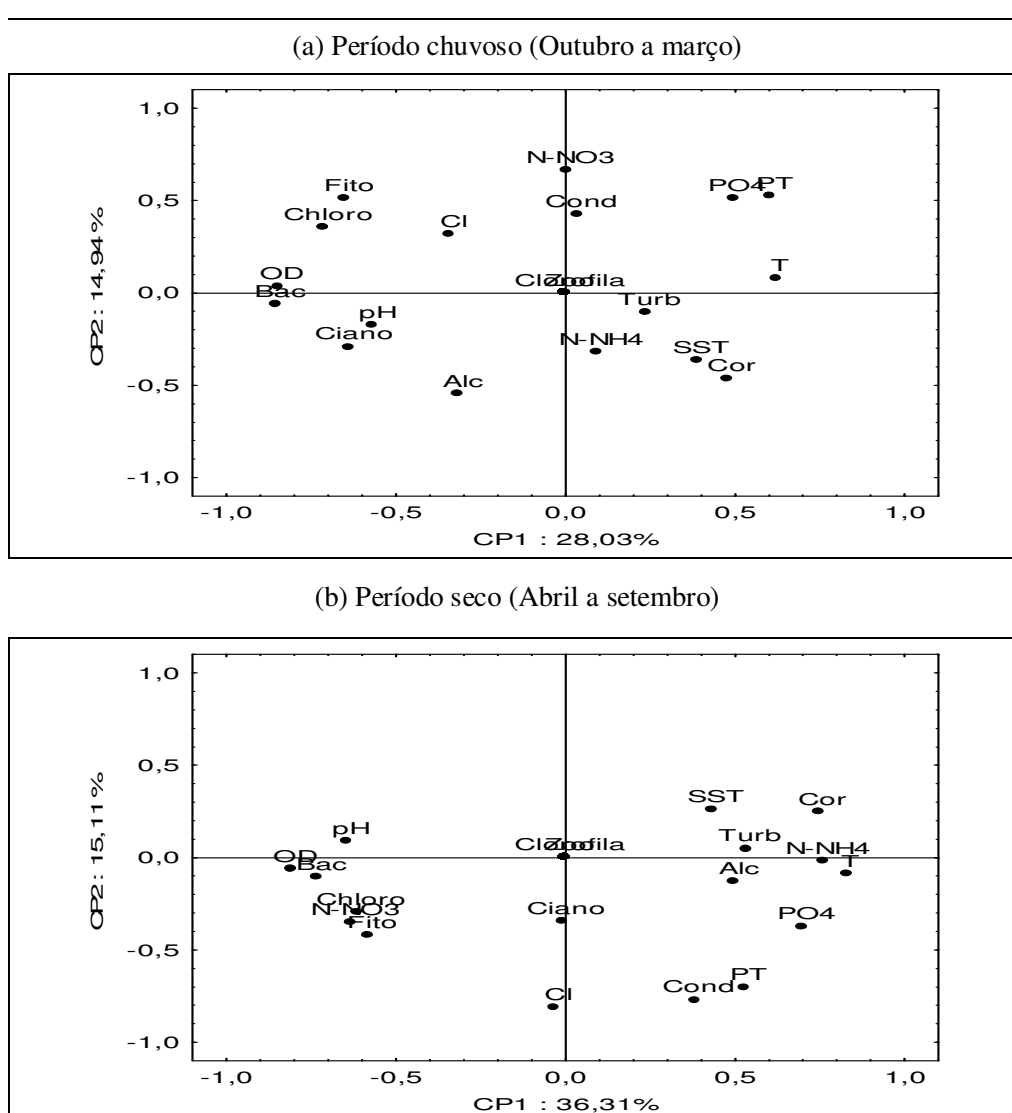 (a) Período chuvoso (Outubro a março)
1,0
N-NO3
Fito
PO4
PT
0,5
Chloro
Cl
Cond
T
OD
Clorofila
0,0
Bac
Turb
pH
Ciano
N-NH4
SST
Cor
Alc
-0,5
-1,0
CP2 : 14,94%
-1,0 -0,5 0,0 0,5 1,0
CP1 : 28,03%
(b) Período seco (Abril a setembro)
1,0
0,5
SST
Cor
pH
Clorofila
Turb
N-NH4
OD
T
0,0
Bac
Alc
Chloro
N-NO3
Ciano
Fito
PO4
-0,5
PT
Cl
Cond
-1,0
CP2 : 15,11%
-1,0 -0,5 0,0 0,5 1,0
CP1 : 36,31%